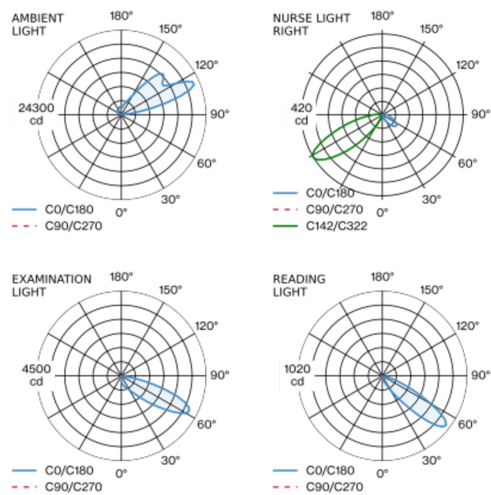 AMBIENT
LIGHT
180°
150°
120°
24300
cd
90°
60°
30°
0°
C0/C180
C90/C270
NURSE LIGHT
RIGHT
180°
150°
120°
420
cd
90°
60°
30°
0°
C0/C180
C90/C270
C142/C322
EXAMINATION
LIGHT
180°
150°
120°
4500
cd
90°
60°
30°
0°
C0/C180
C90/C270
READING
LIGHT
180°
150°
120°
1020
cd
90°
60°
30°
0°
C0/C180
C90/C270